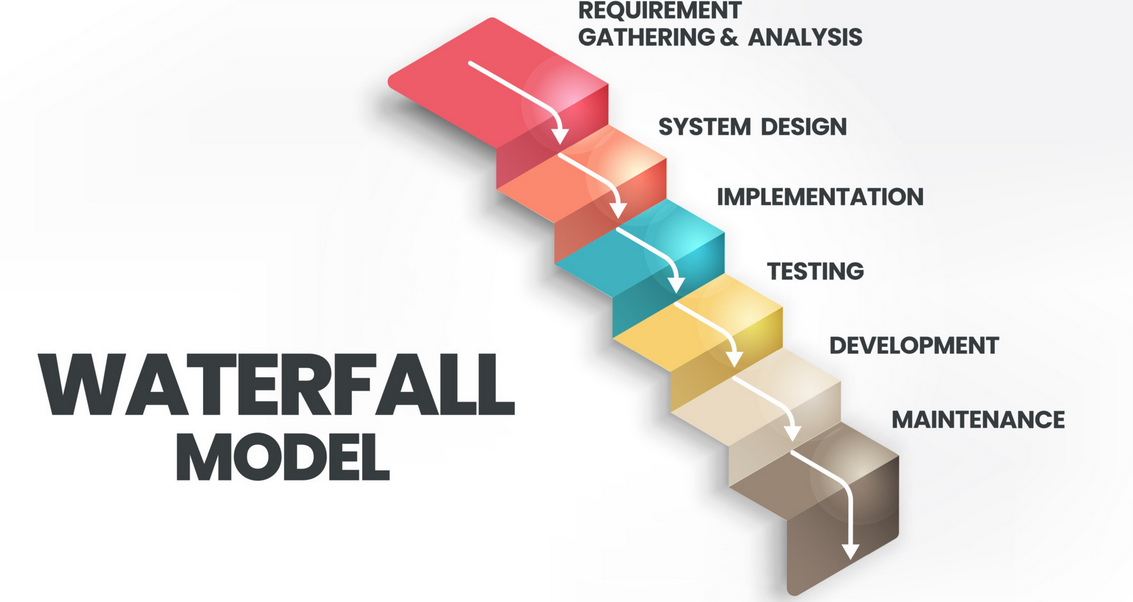 REQUIREMENT
GATHERING & ANALYSIS
SYSTEM DESIGN
IMPLEMENTATION
TESTING
DEVELOPMENT
MAINTENANCE
WATERFALL
MODEL